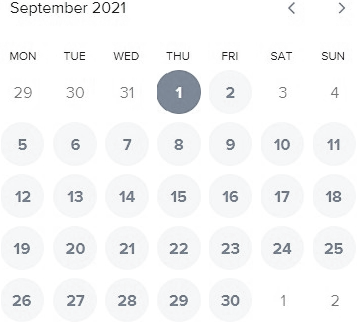 September 2021
MON TUE WED THU FRI SAT SUN
29 30 31 1 2 3 4
5 6 7 8 9 10 11
12 13 14 15 16 17 18
19 20 21 22 23 24 25
26 27 28 29 30 1 2